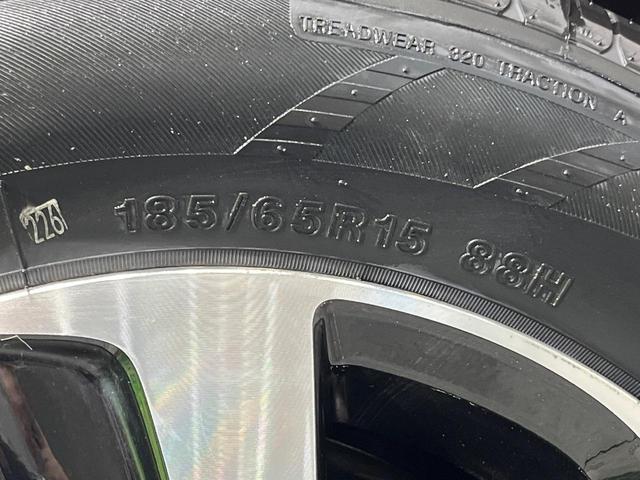 TREADWEAR 320 TRACTION A
226
185/65R15 88H